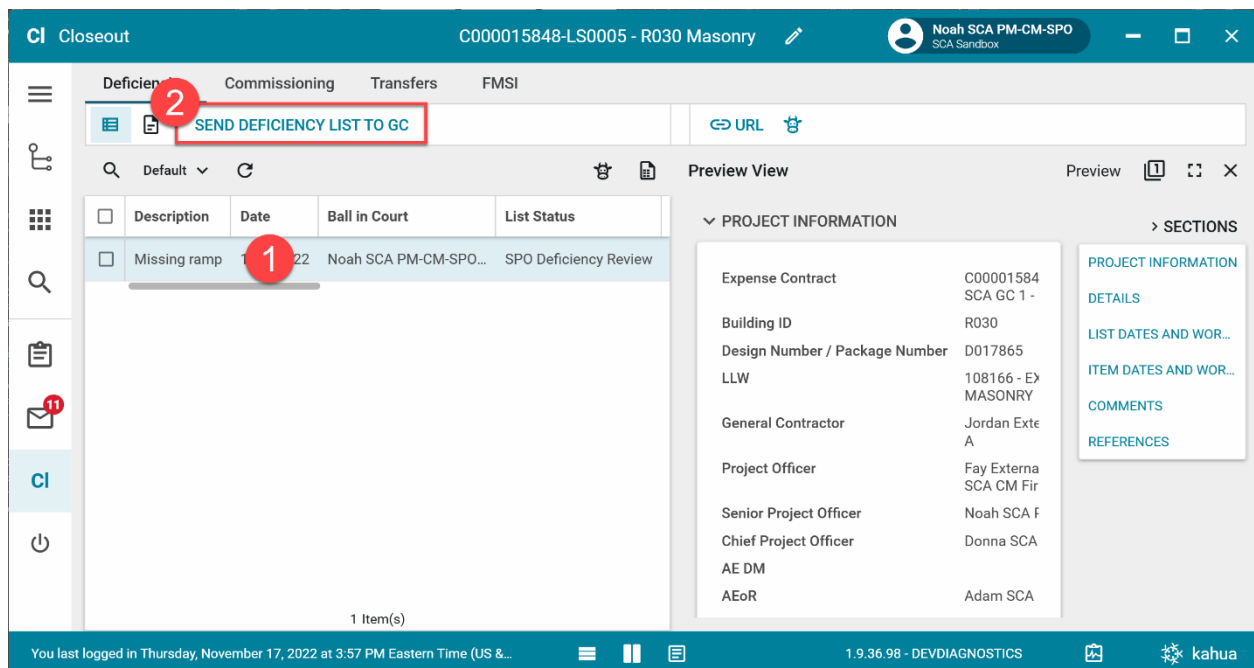 Cl Closeout
C000015848-LS0005 - R030 Masonry
Noah SCA PM-CM-SPO
SCA Sandbox
Commissioning
Transfers
FMSI
2
SEND DEFICIENCY LIST TO GC
URL
Default
Preview View
Preview
1
Description
Date
Ball in Court
List Status
PROJECT INFORMATION
> SECTIONS
Missing ramp
1
22
Noah SCA PM-CM-SPO...
SPO Deficiency Review
PROJECT INFORMATION
DETAILS
LIST DATES AND WOR...
ITEM DATES AND WOR...
COMMENTS
REFERENCES
Expense Contract
C00001584
SCA GC 1 -
Building ID
R030
Design Number / Package Number
D017865
LLW
108166 - EX
MASONRY
General Contractor
Jordan Exte
A
Project Officer
Fay Externa
SCA CM Fir
Senior Project Officer
Noah SCA
Chief Project Officer
Donna SCA
AE DM
AEoR
Adam SCA
11
Cl
1 Item(s)
You last logged in Thursday, November 17, 2022 at 3:57 PM Eastern Time (US &...
1.9.36.98 - DEVDIAGNOSTICS
kahua